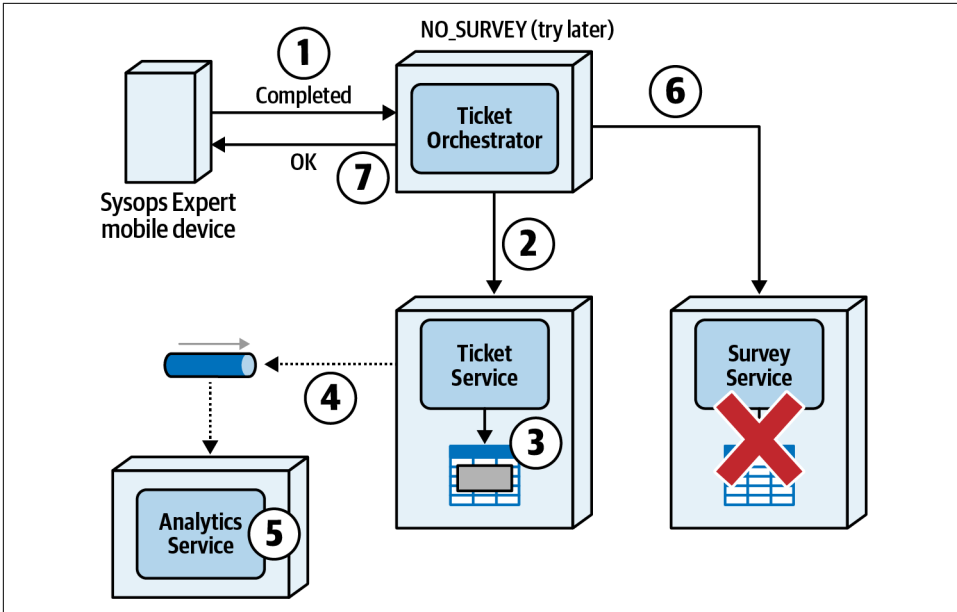 NO_SURVEY (try later)
1
Completed
6
Ticket
Orchestrator
OK
7
Sysops Expert
mobile device
2
Ticket
Service
Survey
Service
4
3
Analytics
Service
5